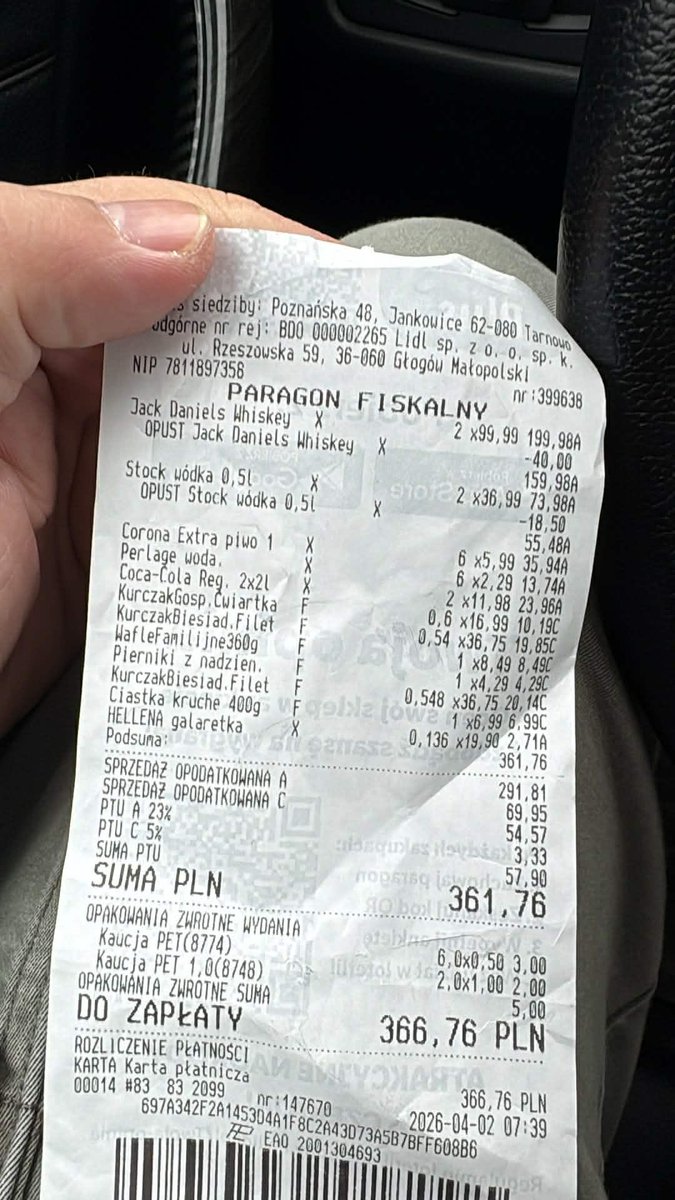 siedziby: Poznańska 48, Jankowice 62-080 Tarnowo
odgórne nr rej: BDO 000002265 Lidl sp. z o. o. sp. k.
ul. Rzeszowska 59, 36-060 Głogów Małopolski
NIP 7811897358 nr:399638
PARAGON FISKALNY
Jack Daniels Whiskey X 2 x99,99 199,98A
OPUST Jack Daniels Whiskey X -40,00
159,98A
Stock wódka 0,5l X 2 x36,99 73,98A
OPUST Stock wódka 0,5l X -18,50
55,48A
Corona Extra piwo 1 X 6 x5,99 35,94A
Perlage woda. X 6 x2,29 13,74A
Coca-Cola Reg. 2x2l X 2 x11,98 23,96A
KurczakGosp.Ćwiartka F 0,6 x16,99 10,19C
KurczakBiesiad.Filet F 0,54 x36,75 19,85C
WafleFamilijne360g F 1 x8,49 8,49C
Pierniki z nadzien. F 1 x4,29 4,29C
KurczakBiesiad.Filet F 0,548 x36,75 20,14C
Ciastka kruche 400g F 1 x6,99 6,99C
HELLENA galaretka X 0,136 x19,90 2,71A
Podsuma: 361,76
SPRZEDAŻ OPODATKOWANA A 291,81
SPRZEDAŻ OPODATKOWANA C 69,95
PTU A 23% 54,57
PTU C 5% 3,33
SUMA PTU 57,90
SUMA PLN 361,76
OPAKOWANIA ZWROTNE WYDANIA
Kaucja PET(8774) 6,0x0,50 3,00
Kaucja PET 1,0(8748) 2,0x1,00 2,00
OPAKOWANIA ZWROTNE SUMA 5,00
DO ZAPŁATY 366,76 PLN
ROZLICZENIE PŁATNOŚCI
KARTA Karta płatnicza 366,76 PLN
00014 #83 83 2099 nr:147670 2026-04-02 07:39
697A342F2A1453D4A1F8C2A43D73A5B7BFF608B6
EAO 2001304693